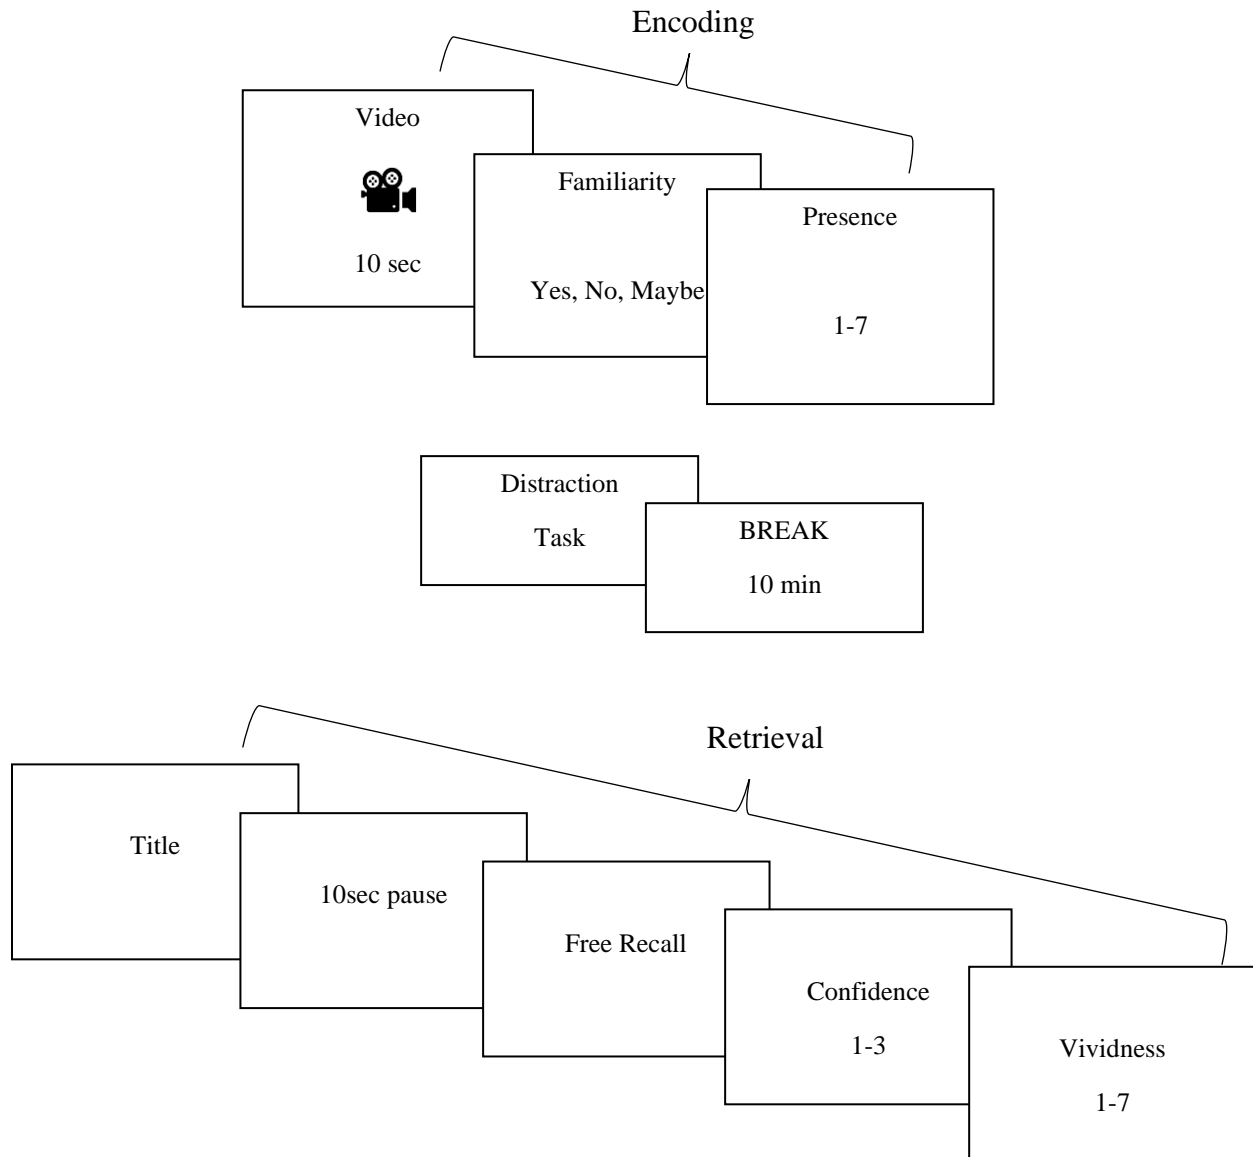 Encoding
Video
10 sec
Familiarity
Yes, No, Maybe
Presence
1-7
Distraction
Task
BREAK
10 min
Retrieval
Title
10sec pause
Free Recall
Confidence
1-3
Vividness
1-7